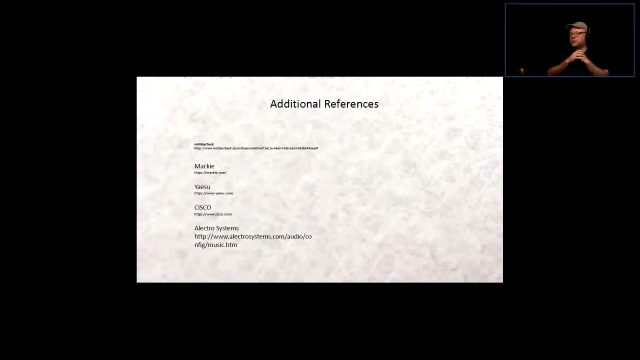 Additional References
Mackie
https://mackie.com/
Yaesu
https://www.yaesu.com/
CISCO
https://www.cisco.com/
Alectro Systems
http://www.alectrosystems.com/audio/co
nfig/music.htm